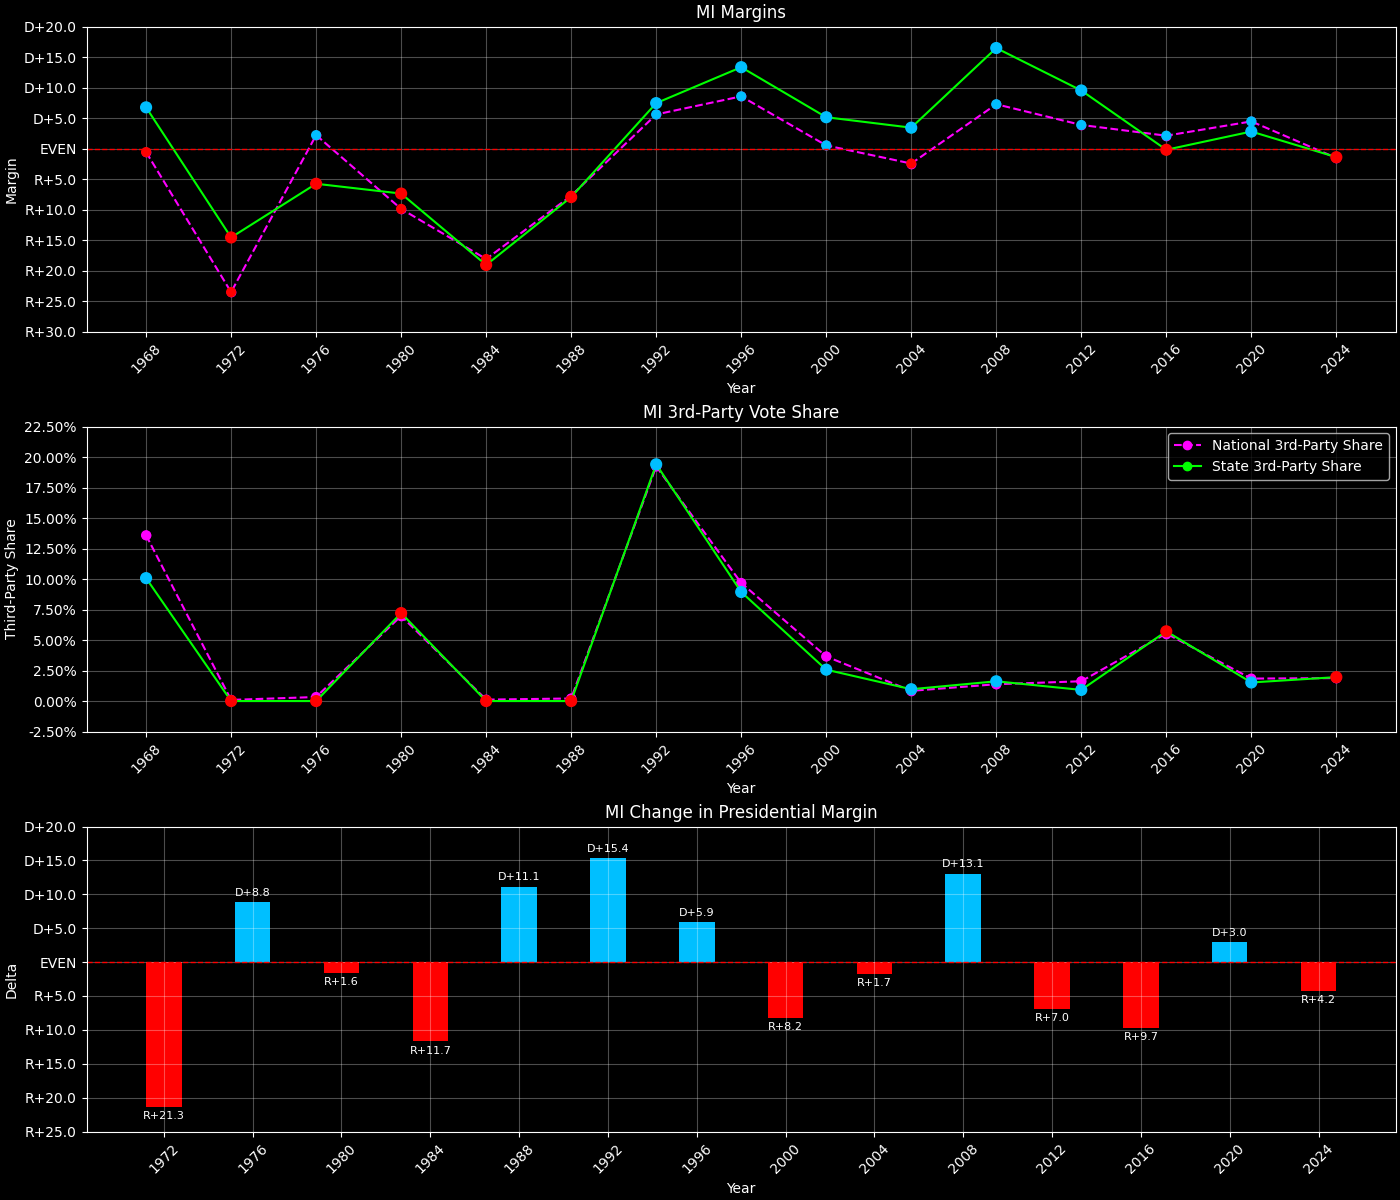 MI Margins
D+20.0
D+15.0
D+10.0
D+5.0
EVEN
R+5.0
R+10.0
R+15.0
R+20.0
R+25.0
R+30.0
Margin
1968 1972 1976 1980 1984 1988 1992 1996 2000 2004 2008 2012 2016 2020 2024
Year
MI 3rd-Party Vote Share
22.50%
20.00%
17.50%
15.00%
12.50%
10.00%
7.50%
5.00%
2.50%
0.00%
-2.50%
Third-Party Share
National 3rd-Party Share
State 3rd-Party Share
1968 1972 1976 1980 1984 1988 1992 1996 2000 2004 2008 2012 2016 2020 2024
Year
MI Change in Presidential Margin
D+20.0
D+15.0
D+10.0
D+5.0
EVEN
R+5.0
R+10.0
R+15.0
R+20.0
R+25.0
Delta
R+21.3
D+8.8
R+1.6
R+11.7
D+11.1
D+15.4
D+5.9
R+8.2
R+1.7
D+13.1
R+7.0
R+9.7
D+3.0
R+4.2
1972 1976 1980 1984 1988 1992 1996 2000 2004 2008 2012 2016 2020 2024
Year